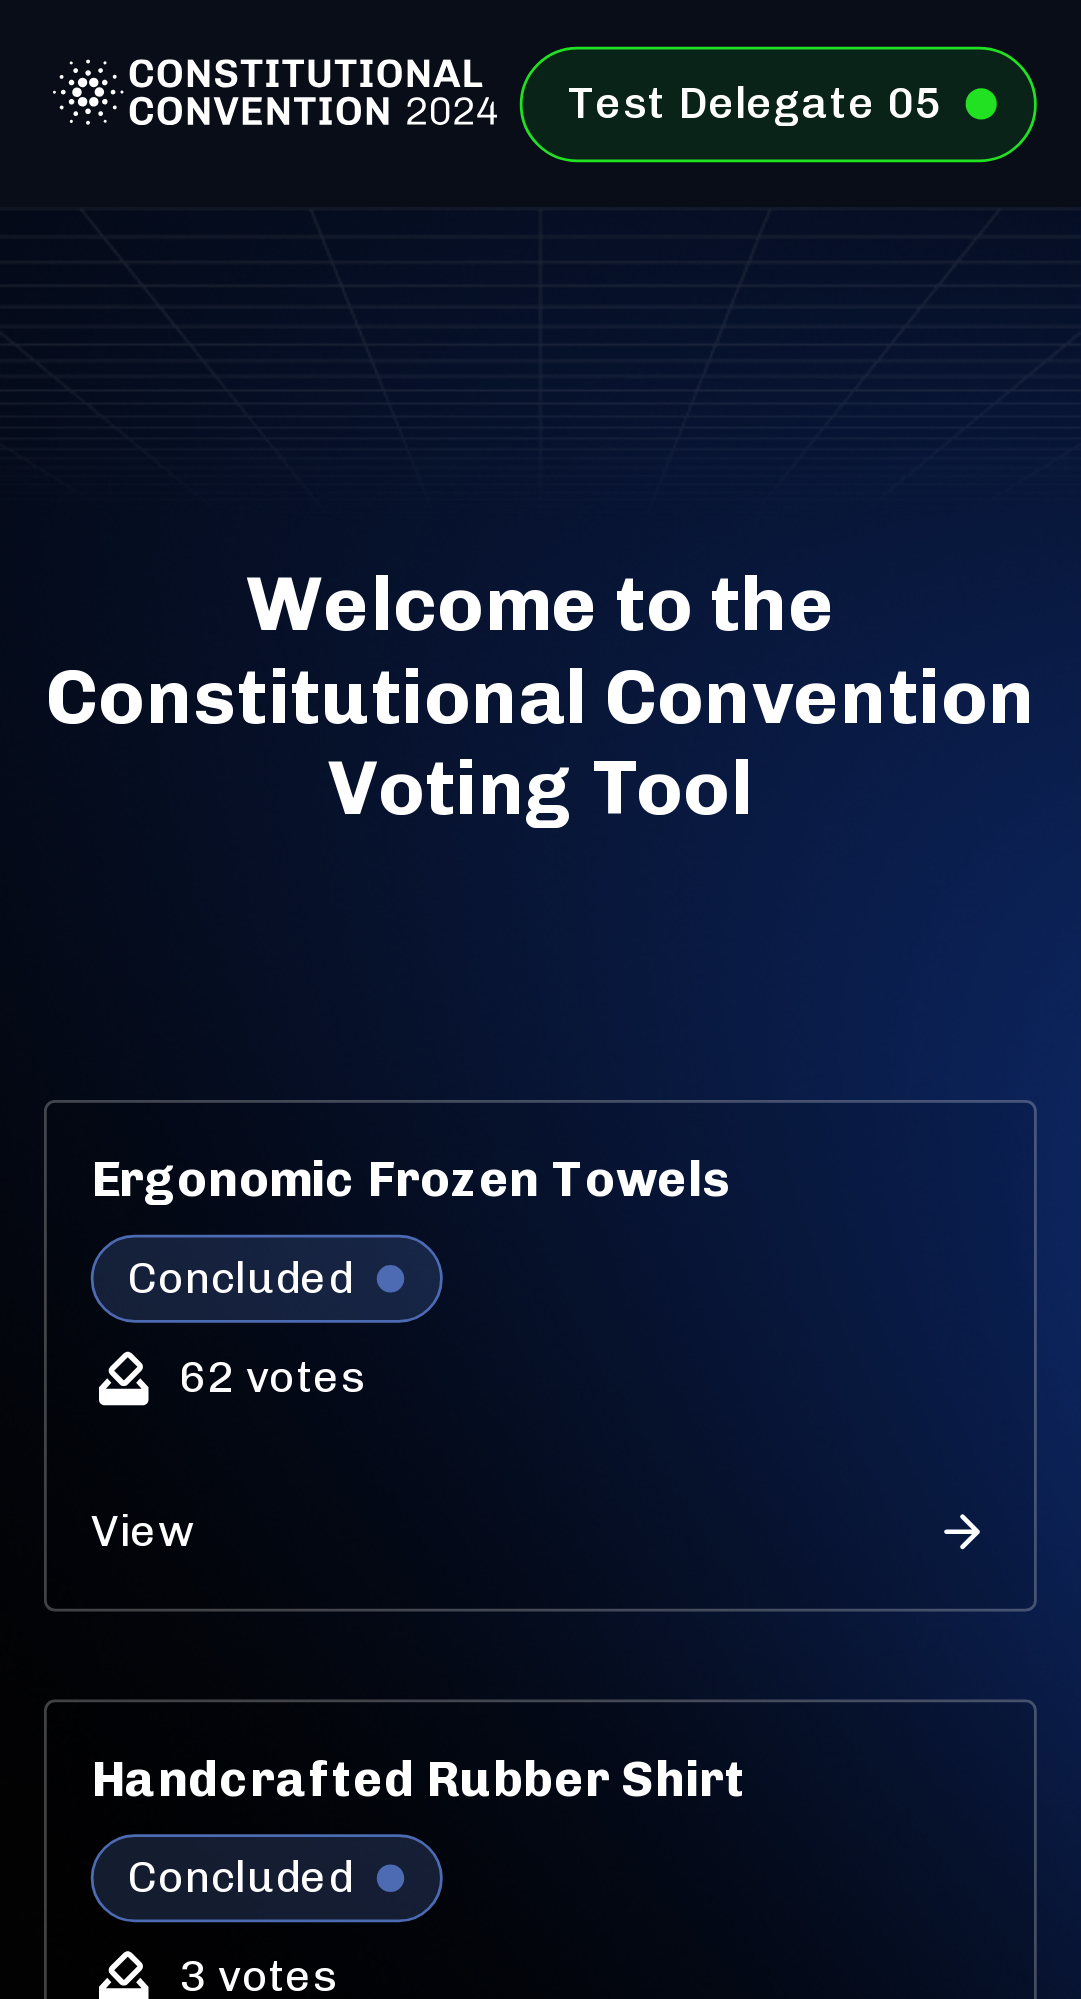 CONSTITUTIONAL
CONVENTION 2024
Test Delegate 05
Welcome to the
Constitutional Convention
Voting Tool
Ergonomic Frozen Towels
Concluded
62 votes
View
Handcrafted Rubber Shirt
Concluded
3 votes